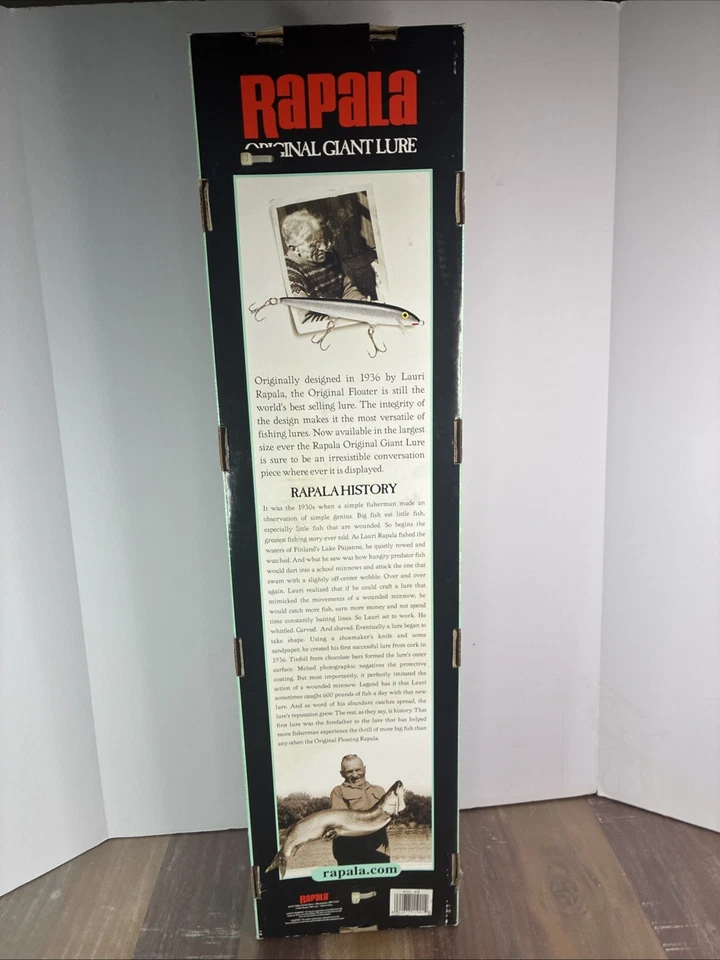 RAPALA
ORIGINAL GIANT LURE
Originally designed in 1936 by Lauri
Rapala, the Original Floater is still the
world's best selling lure. The integrity of
the design makes it the most versatile of
fishing lures. Now available in the largest
size ever the Rapala Original Giant Lure
is sure to be an irresistible conversation
piece where ever it is displayed.
RAPALA HISTORY
It was the 1930s when a simple fisherman made an
observation of simple genius. Big fish eat little fish,
especially little fish that are wounded. So begins the
greatest fishing story ever told. As Lauri Rapala fished the
waters of Finland's Lake Paijanne, he quietly rowed and
watched. And what he saw was how hungry predator fish
would dart into a school minnows and attack the one that
swam with a slightly off-center wobble. Over and over
again. Lauri realized that if he could craft a lure that
mimicked the movements of a wounded minnow, he
would catch more fish, earn more money and not spend
time constantly baiting lines. So Lauri set to work. He
whittled. Carved. And shaved. Eventually a lure began to
take shape. Using a shoemaker's knife and some
sandpaper, he created his first successful lure from cork in
1936. Tinfoil from chocolate bars formed the lure's outer
surface. Melted photographic negatives the protective
coating. But most importantly, it perfectly imitated the
action of a wounded minnow. Legend has it that Lauri
sometimes caught 600 pounds of fish a day with that new
lure. And as word of his abundant catches spread, the
lure's reputation grew. The rest, as they say, is history. That
first lure was the forefather to the lure that has helped
more fisherman experience the thrill of more big fish than
any other: the Original Floating Rapala.
rapala.com
RAPALA